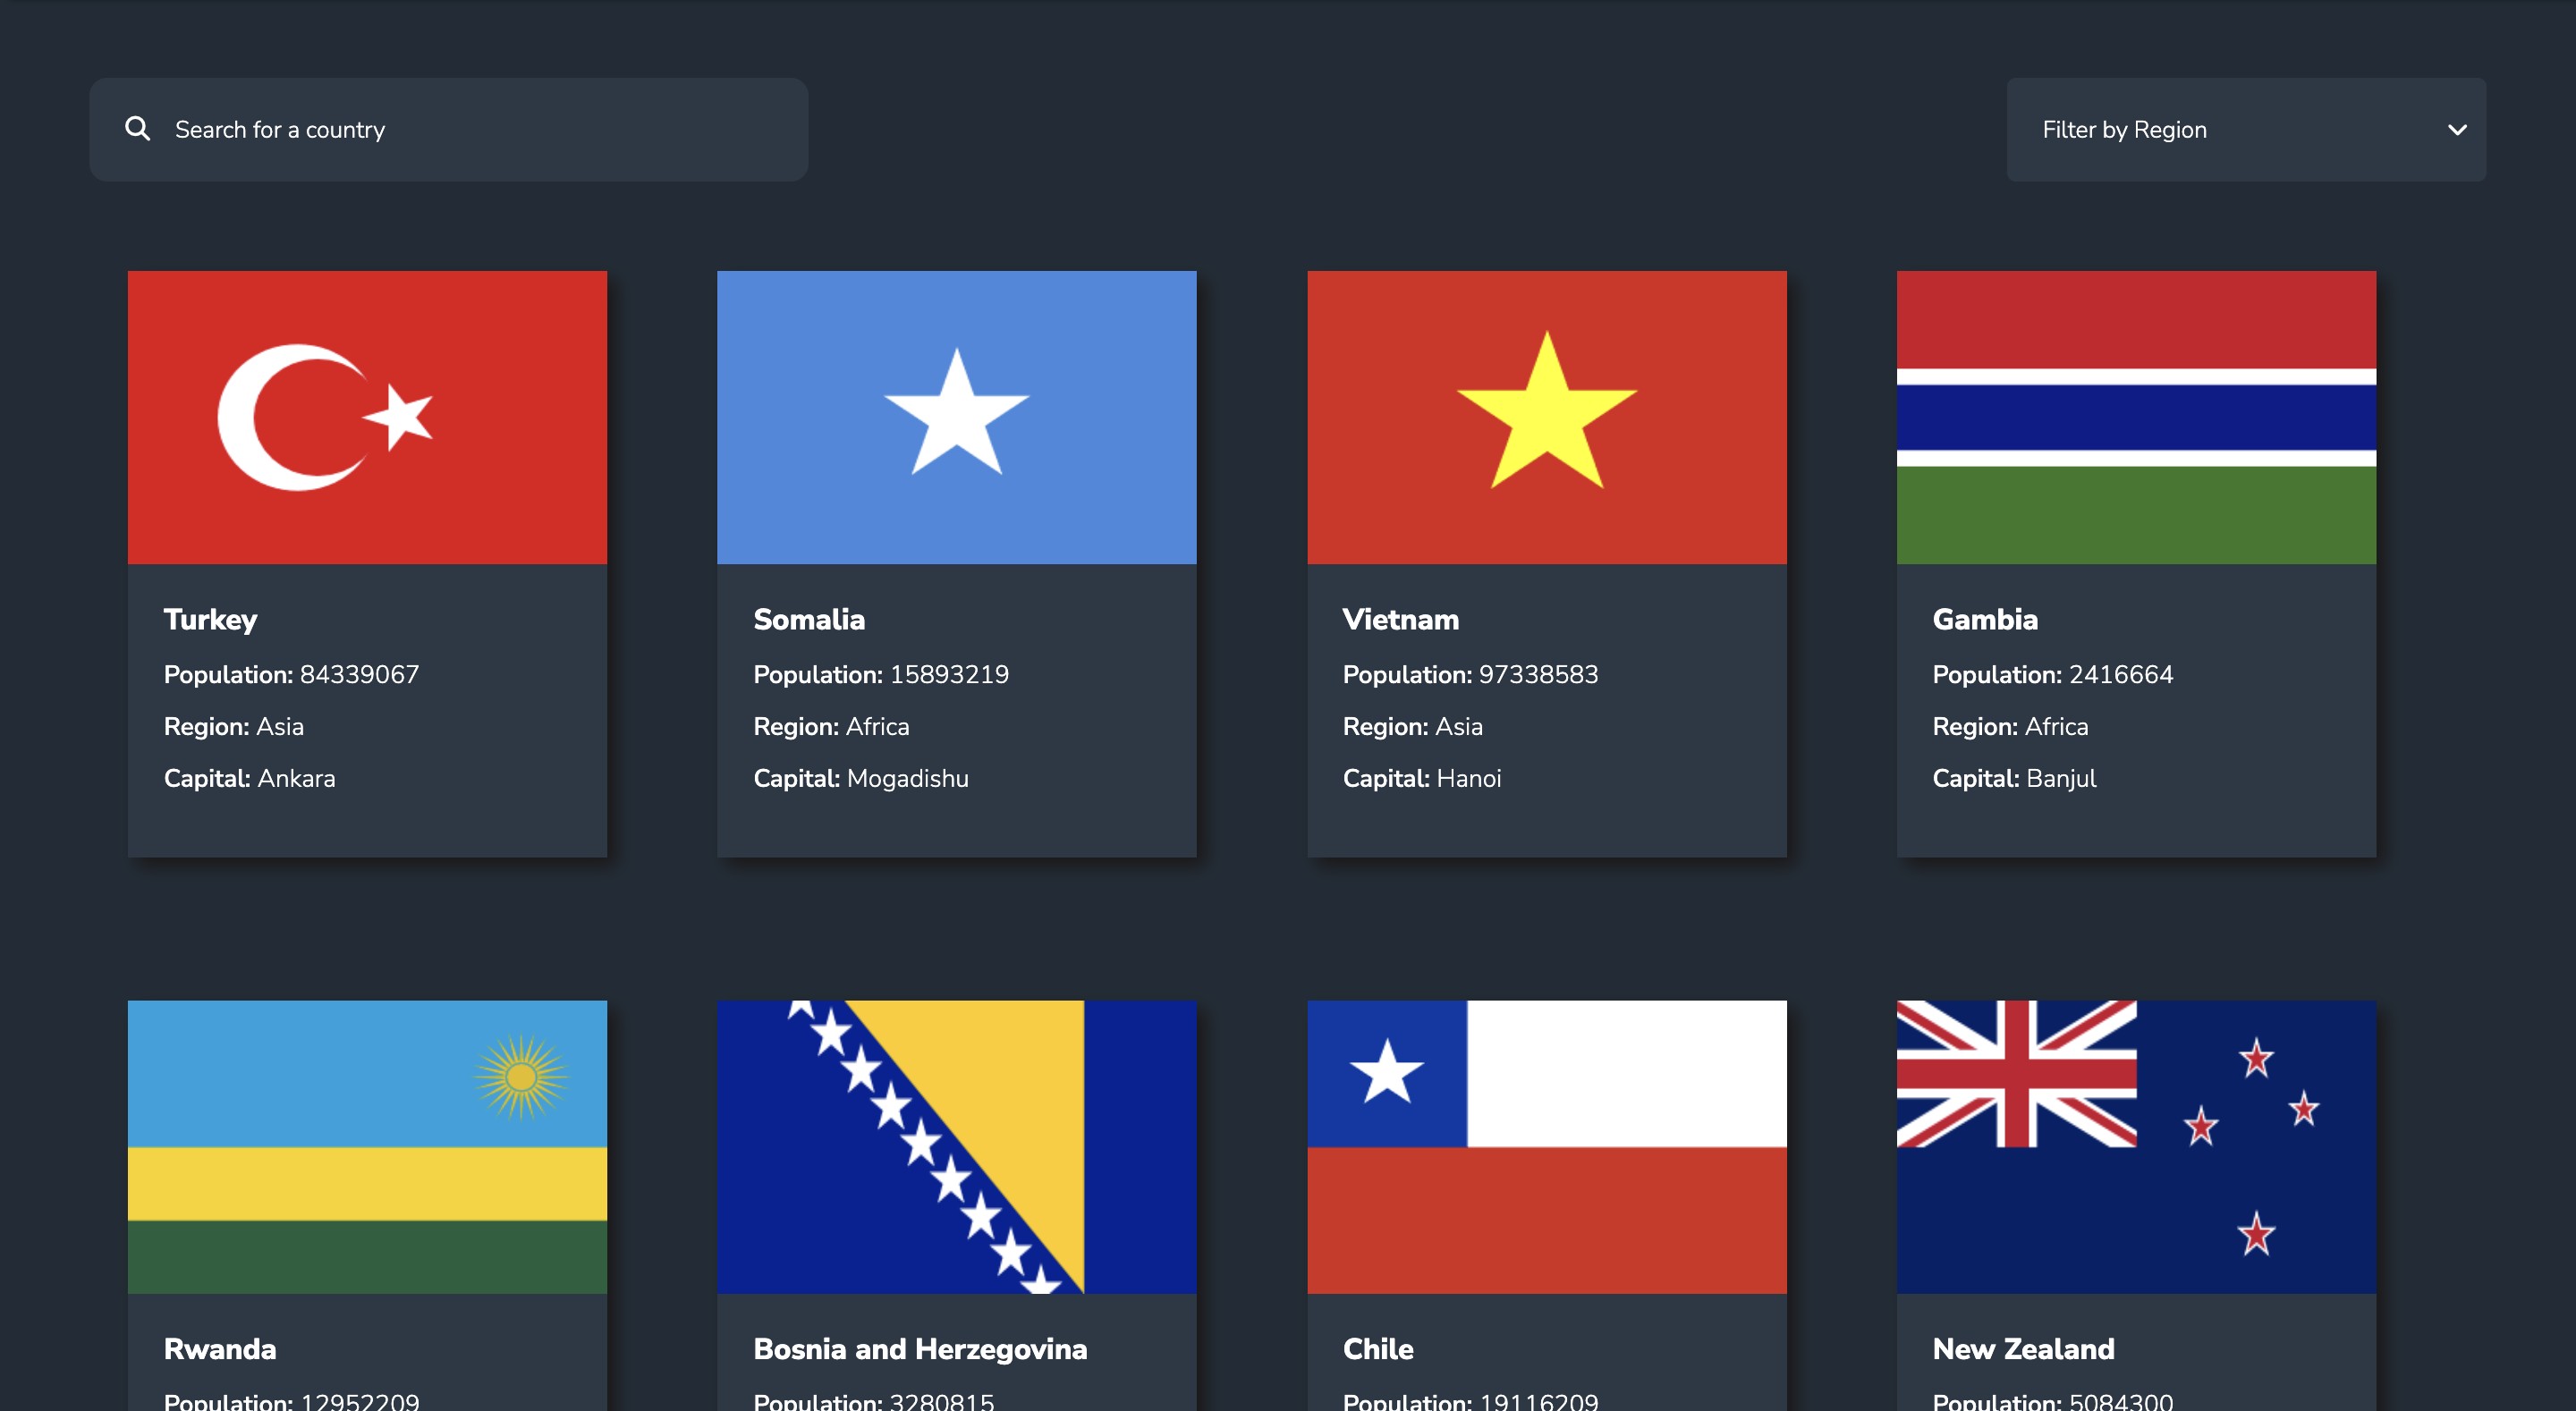 Search for a country
Filter by Region
Turkey
Population: 84339067
Region: Asia
Capital: Ankara
Somalia
Population: 15893219
Region: Africa
Capital: Mogadishu
Vietnam
Population: 97338583
Region: Asia
Capital: Hanoi
Gambia
Population: 2416664
Region: Africa
Capital: Banjul
Rwanda
Population: 12952209
Bosnia and Herzegovina
Population: 3280815
Chile
Population: 19116209
New Zealand
Population: 5084300